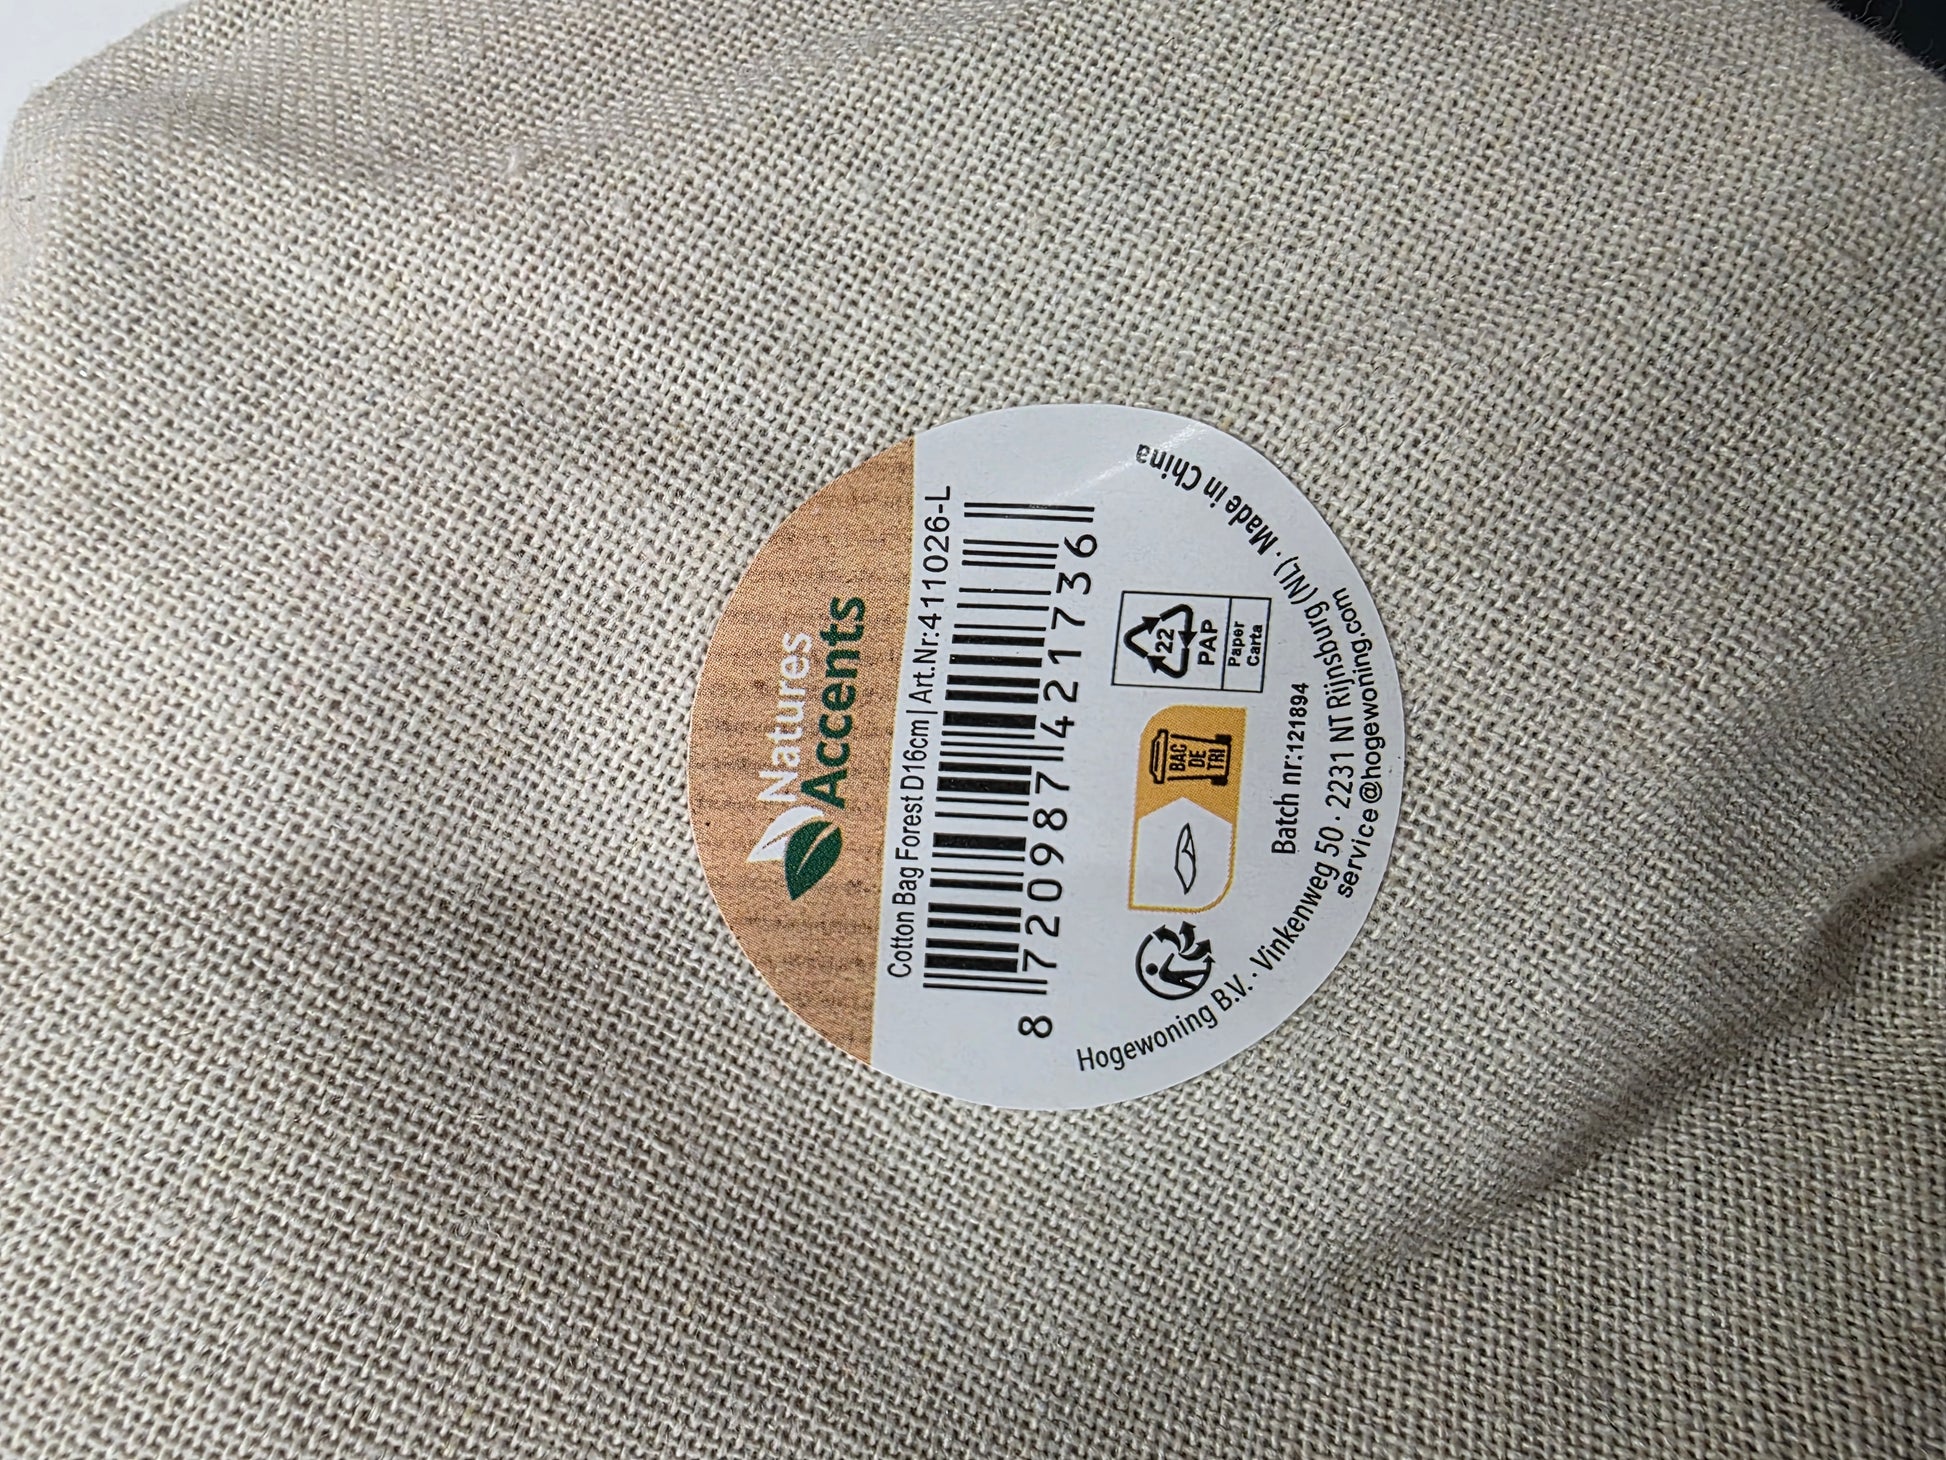 Natures
Accents
Cotton Bag Forest D16cm | Art.Nr:411026-L
8 720987 421736
22
PAP
Paper
Carta
BAC
DE
TRI
Batch nr:121894
Hogewoning B.V. · Vinkenweg 50 · 2231 NT Rijnsburg (NL) · Made in China
service@hogewoning.com